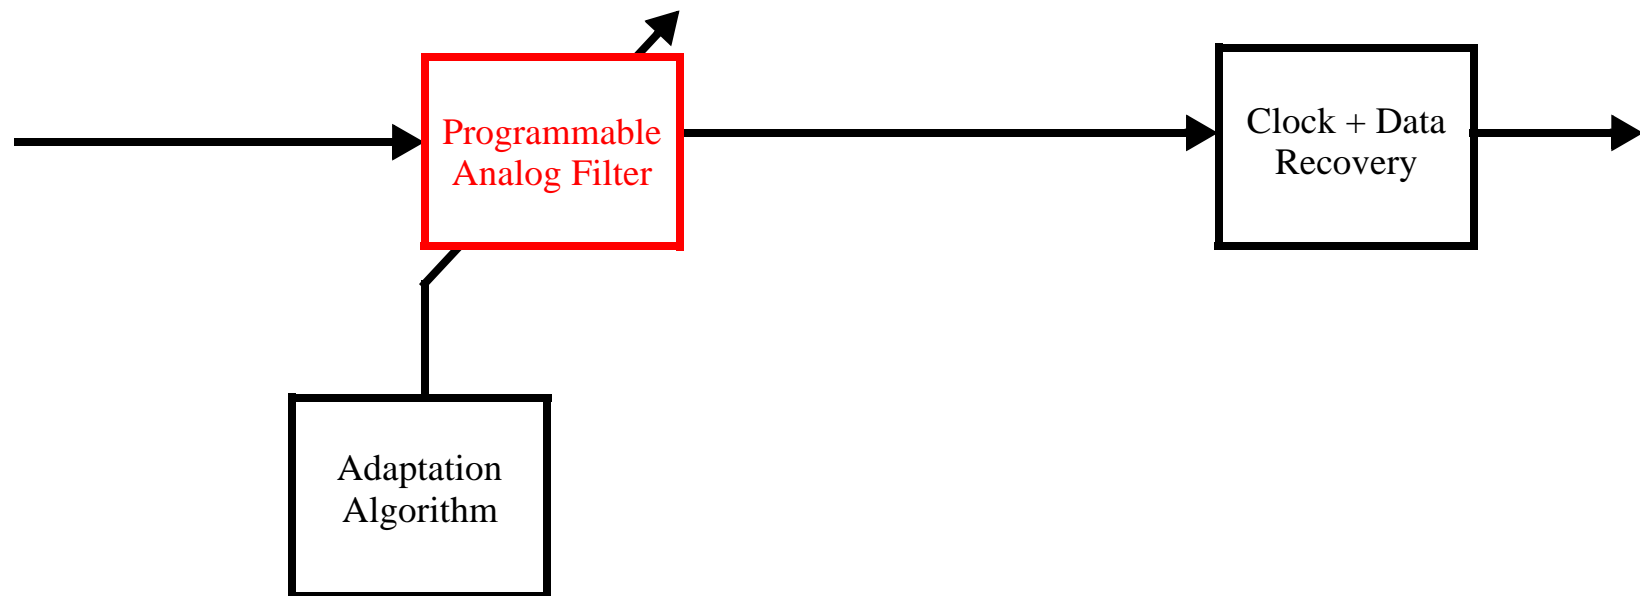 Programmable
Analog Filter
Clock + Data
Recovery
Adaptation
Algorithm